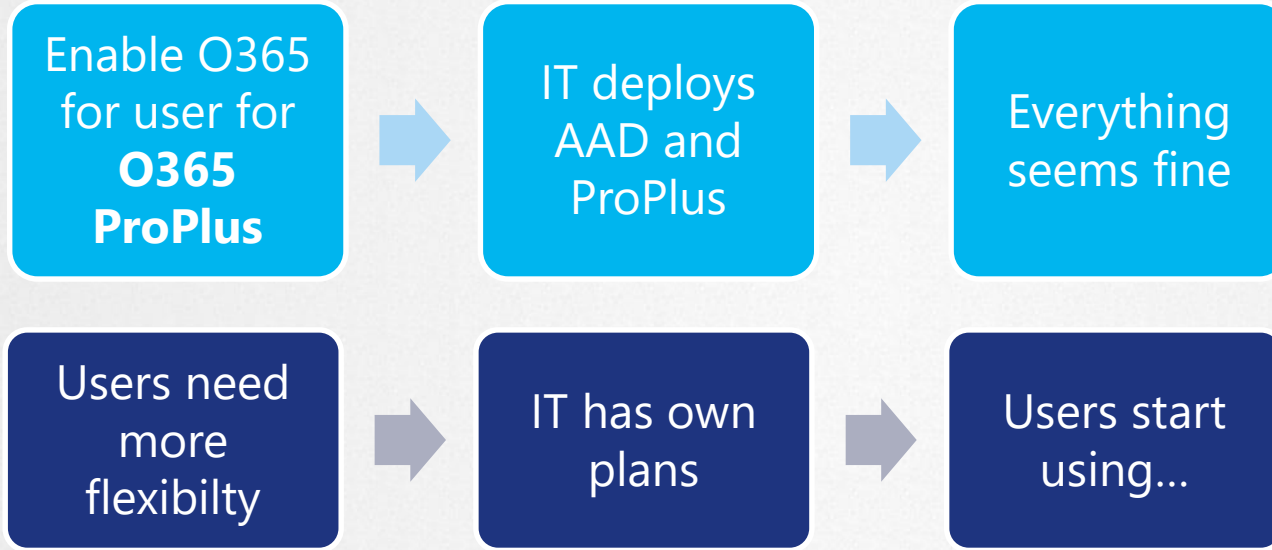 Enable O365
for user for
O365
ProPlus
IT deploys
AAD and
ProPlus
Everything
seems fine
Users need
more
flexibilty
IT has own
plans
Users start
using...